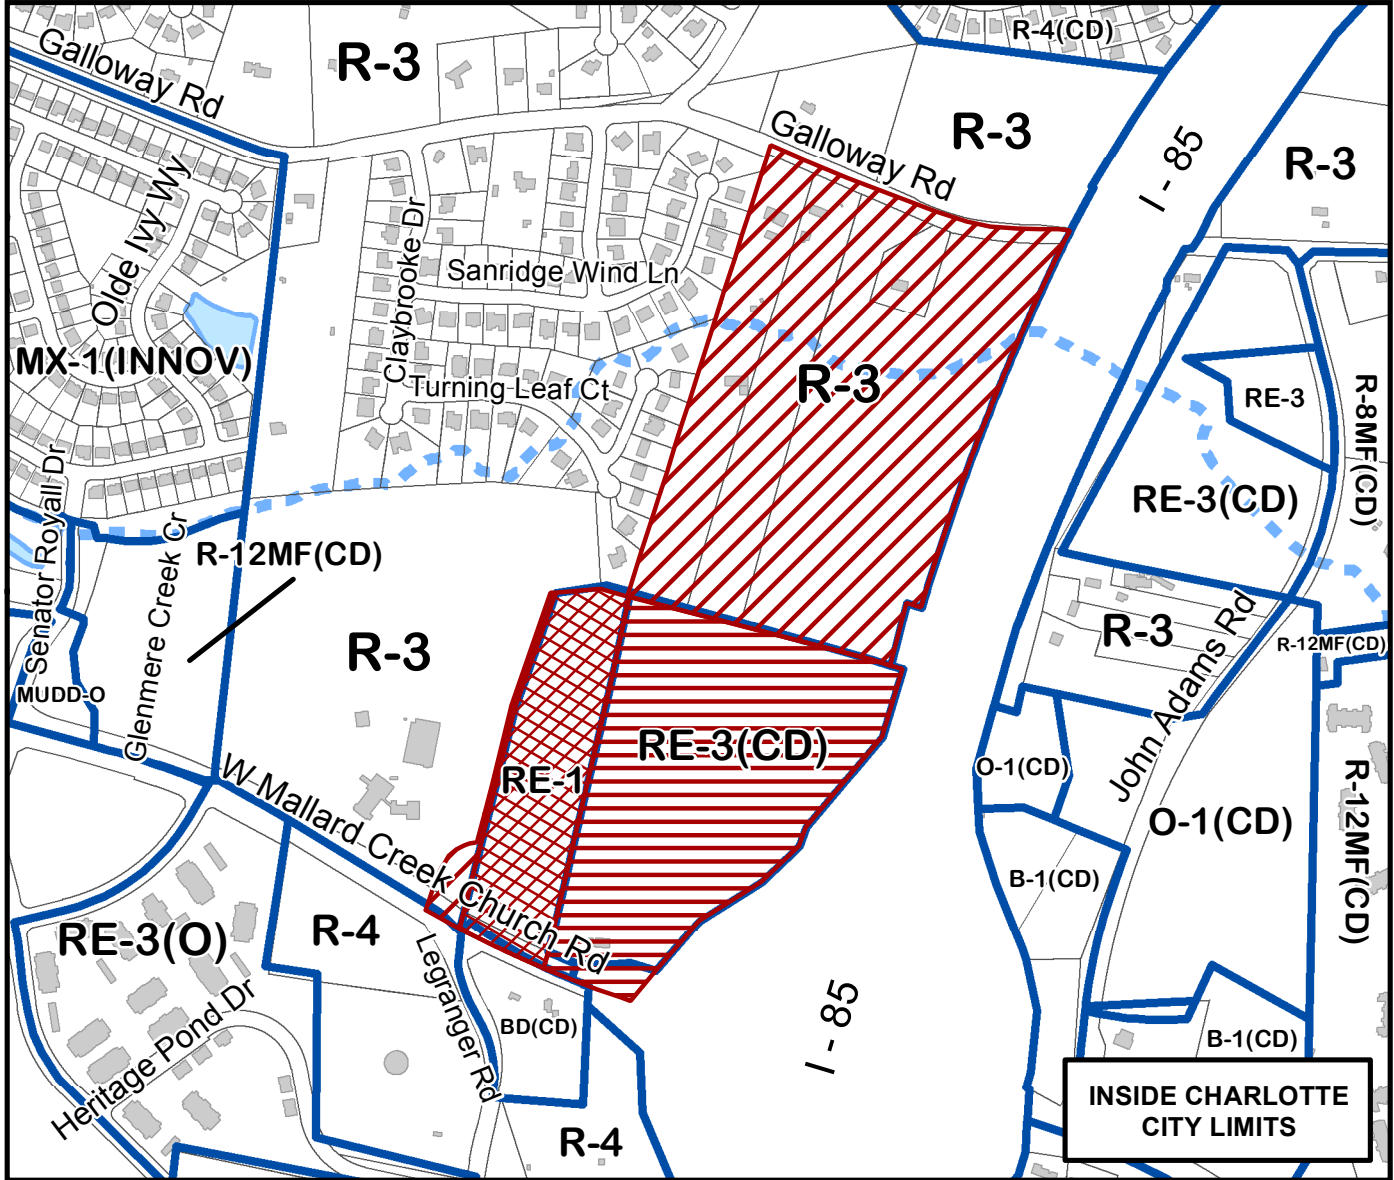 R-4(CD)
Galloway Rd
R-3
Galloway Rd
R-3
I - 85
R-3
Olde Ivy Wy
Claybrooke Dr
Sanridge Wind Ln
MX-1(INNOV)
Turning Leaf Ct
R-3
RE-3
R-8MF(CD)
Senator Royall Dr
RE-3(CD)
Glenmere Creek Cr
R-12MF(CD)
R-3
R-3
John Adams Rd
R-12MF(CD)
MUDD-O
RE-3(CD)
RE-1
O-1(CD)
W Mallard Creek Church Rd
O-1(CD)
R-12MF(CD)
B-1(CD)
RE-3(O)
R-4
Legranger Rd
Heritage Pond Dr
BD(CD)
I - 85
B-1(CD)
R-4
INSIDE CHARLOTTE
CITY LIMITS